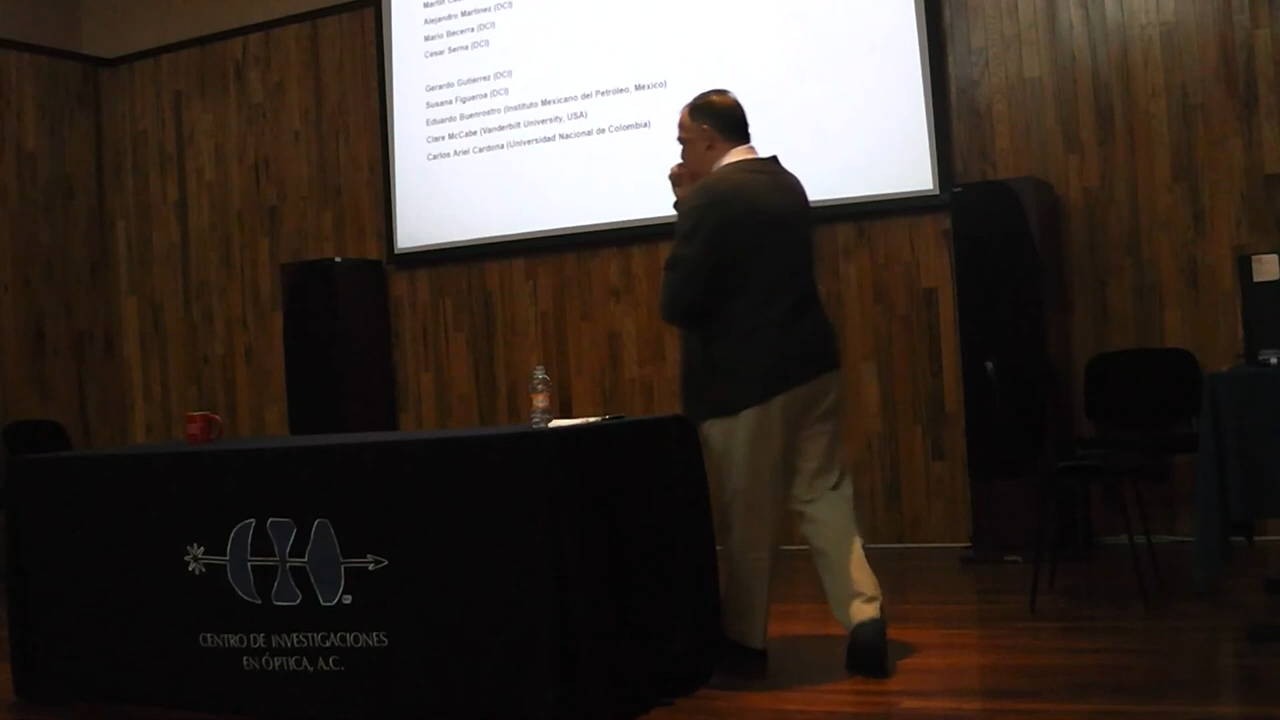 Alejandro Martinez (DCI)
Mario Becerra (DCI)
César Serna (DCI)
Gerardo Gutierrez (DCI)
Susana Figueroa (DCI)
Eduardo Buenrostro (Instituto Mexicano del Petróleo, Mexico)
Clare McCabe (Vanderbilt University, USA)
Carlos Ariel Cardona (Universidad Nacional de Colombia)
CENTRO DE INVESTIGACIONES
EN ÓPTICA, A.C.